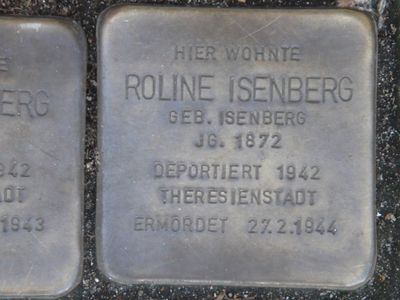 HIER WOHNTE
ROLINE ISENBERG
GEB. ISENBERG
JG. 1872
DEPORTIERT 1942
THERESIENSTADT
ERMORDET 27.2.1944